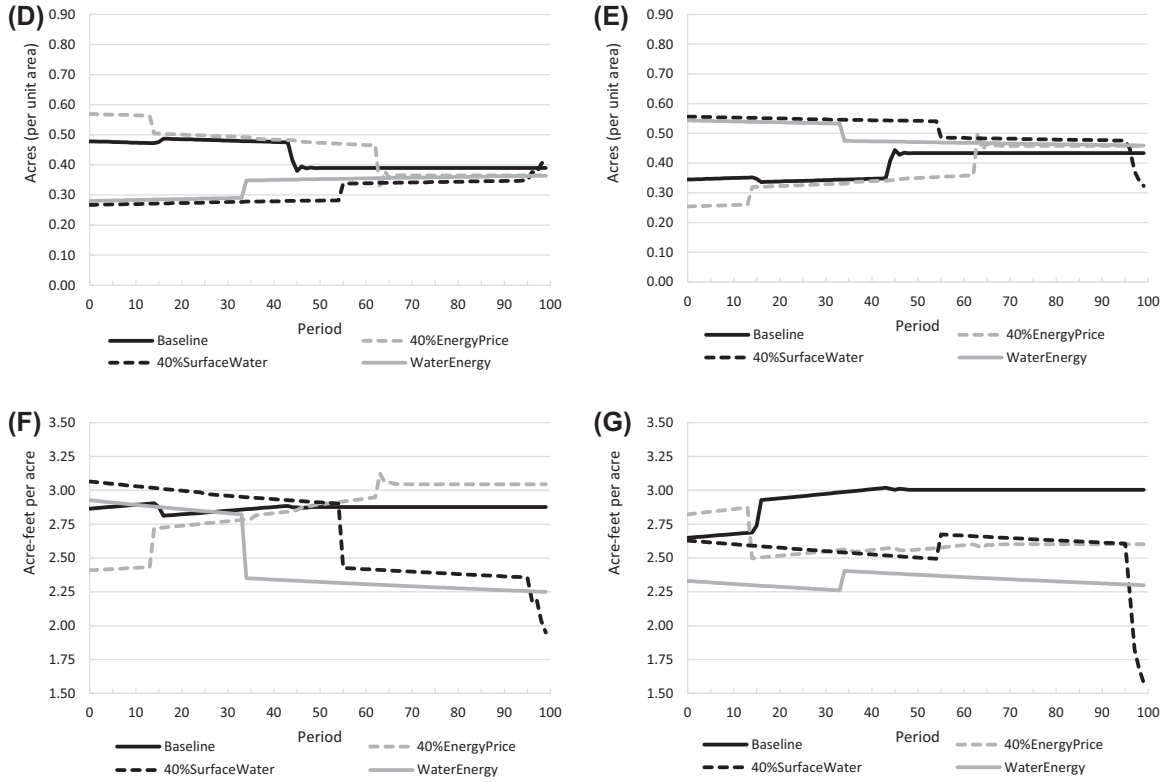 (D)
Acres (per unit area)
0.90
0.80
0.70
0.60
0.50
0.40
0.30
0.20
0.10
0.00
0 10 20 30 40 50 60 70 80 90 100
Period
Baseline 40%EnergyPrice
40%SurfaceWater WaterEnergy
(E)
Acres (per unit area)
0.90
0.80
0.70
0.60
0.50
0.40
0.30
0.20
0.10
0.00
0 10 20 30 40 50 60 70 80 90 100
Period
Baseline 40%EnergyPrice
40%SurfaceWater WaterEnergy
(F)
Acre-feet per acre
3.50
3.25
3.00
2.75
2.50
2.25
2.00
1.75
1.50
0 10 20 30 40 50 60 70 80 90 100
Period
Baseline 40%EnergyPrice
40%SurfaceWater WaterEnergy
(G)
Acre-feet per acre
3.50
3.25
3.00
2.75
2.50
2.25
2.00
1.75
1.50
0 10 20 30 40 50 60 70 80 90 100
Period
Baseline 40%EnergyPrice
40%SurfaceWater WaterEnergy